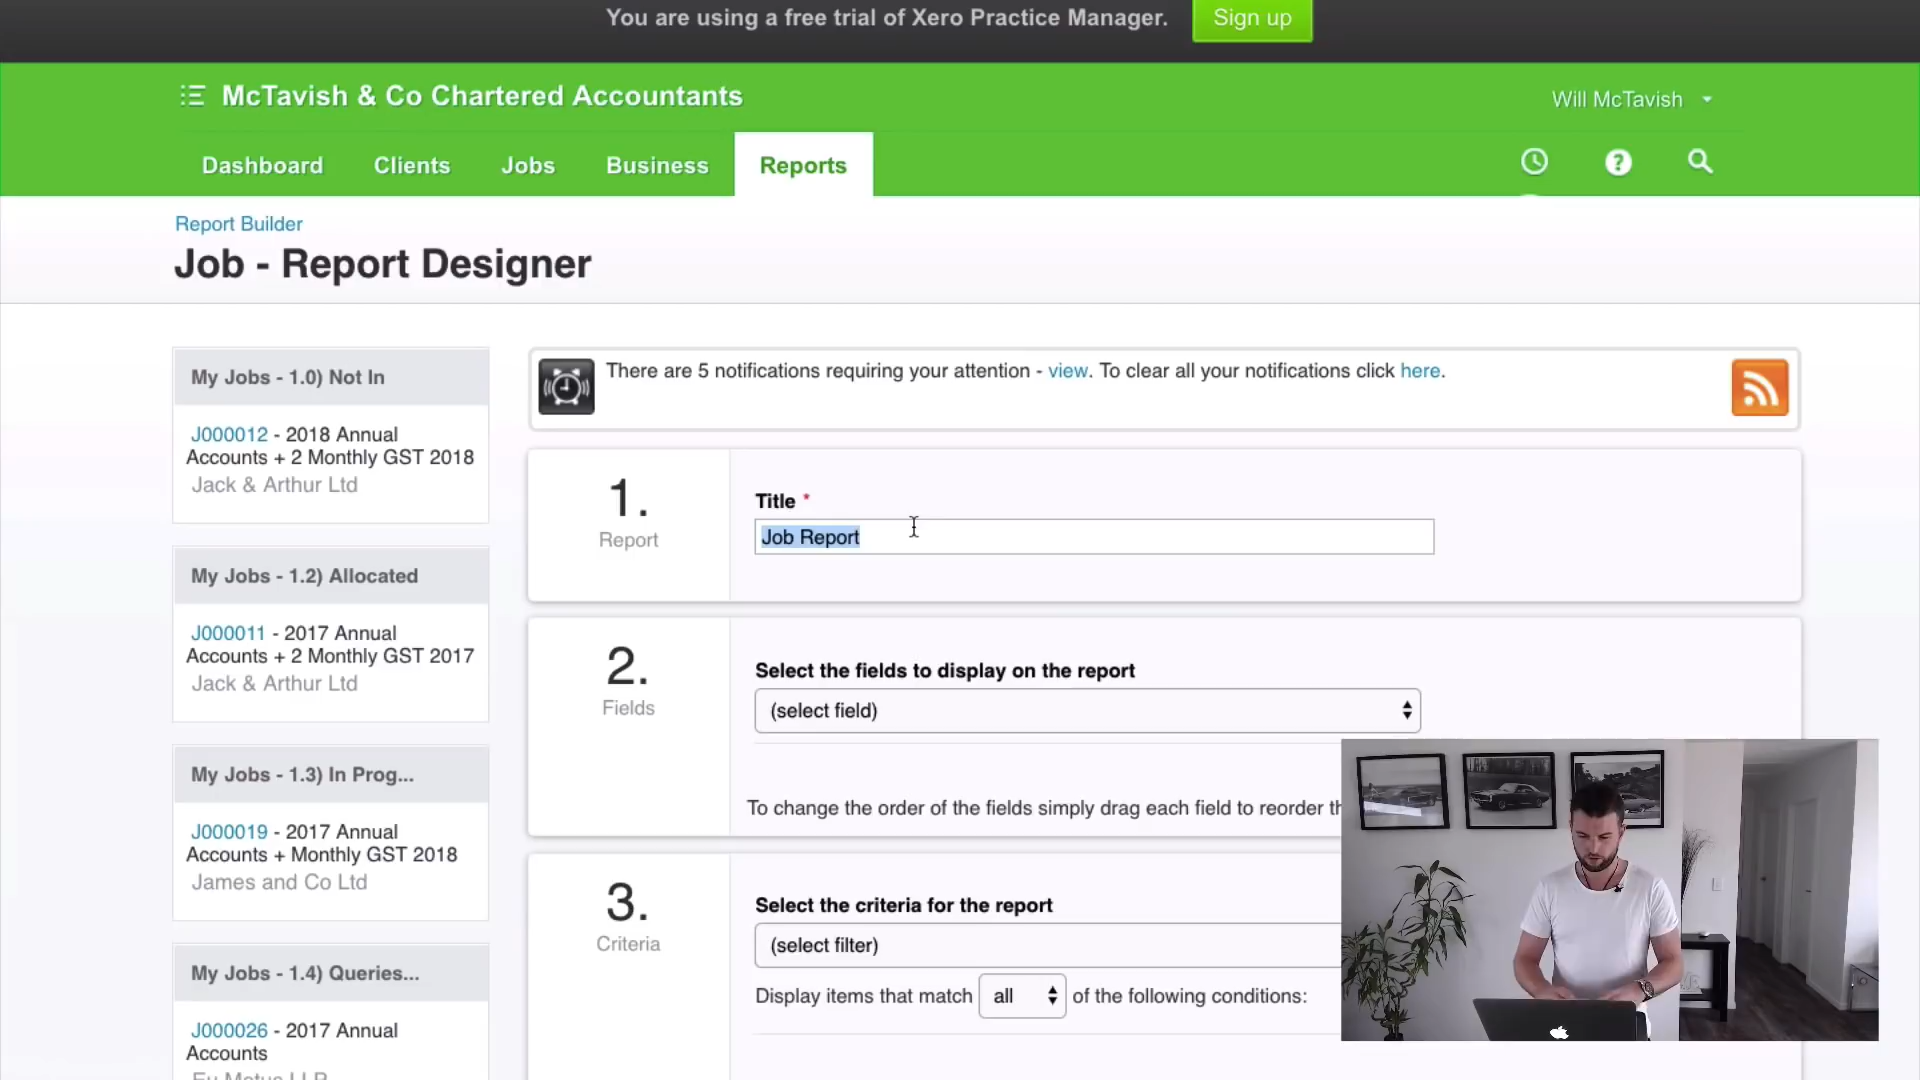 You are using a free trial of Xero Practice Manager.
Sign up
McTavish & Co Chartered Accountants
Will McTavish
Dashboard
Clients
Jobs
Business
Reports
Report Builder
Job - Report Designer
My Jobs - 1.0) Not In
J000012 - 2018 Annual
Accounts + 2 Monthly GST 2018
Jack & Arthur Ltd
My Jobs - 1.2) Allocated
J000011 - 2017 Annual
Accounts + 2 Monthly GST 2017
Jack & Arthur Ltd
My Jobs - 1.3) In Prog...
J000019 - 2017 Annual
Accounts + Monthly GST 2018
James and Co Ltd
My Jobs - 1.4) Queries...
J000026 - 2017 Annual
Accounts
There are 5 notifications requiring your attention - view. To clear all your notifications click here.
1.
Report
Title *
Job Report
2.
Fields
Select the fields to display on the report
(select field)
To change the order of the fields simply drag each field to reorder
3.
Criteria
Select the criteria for the report
(select filter)
Display items that match all of the following conditions: